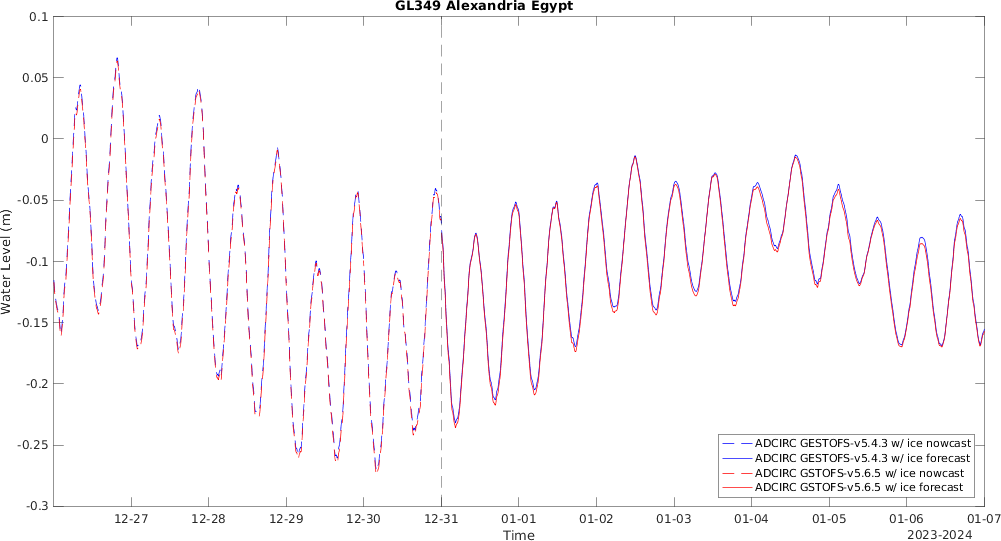 GL349 Alexandria Egypt
0.1
0.05
0
-0.05
-0.1
-0.15
-0.2
-0.25
-0.3
Water Level (m)
ADCIRC GESTOFS-v5.4.3 w/ ice nowcast
ADCIRC GESTOFS-v5.4.3 w/ ice forecast
ADCIRC GSTOFS-v5.6.5 w/ ice nowcast
ADCIRC GSTOFS-v5.6.5 w/ ice forecast
12-27 12-28 12-29 12-30 12-31 01-01 01-02 01-03 01-04 01-05 01-06 01-07
Time
2023-2024